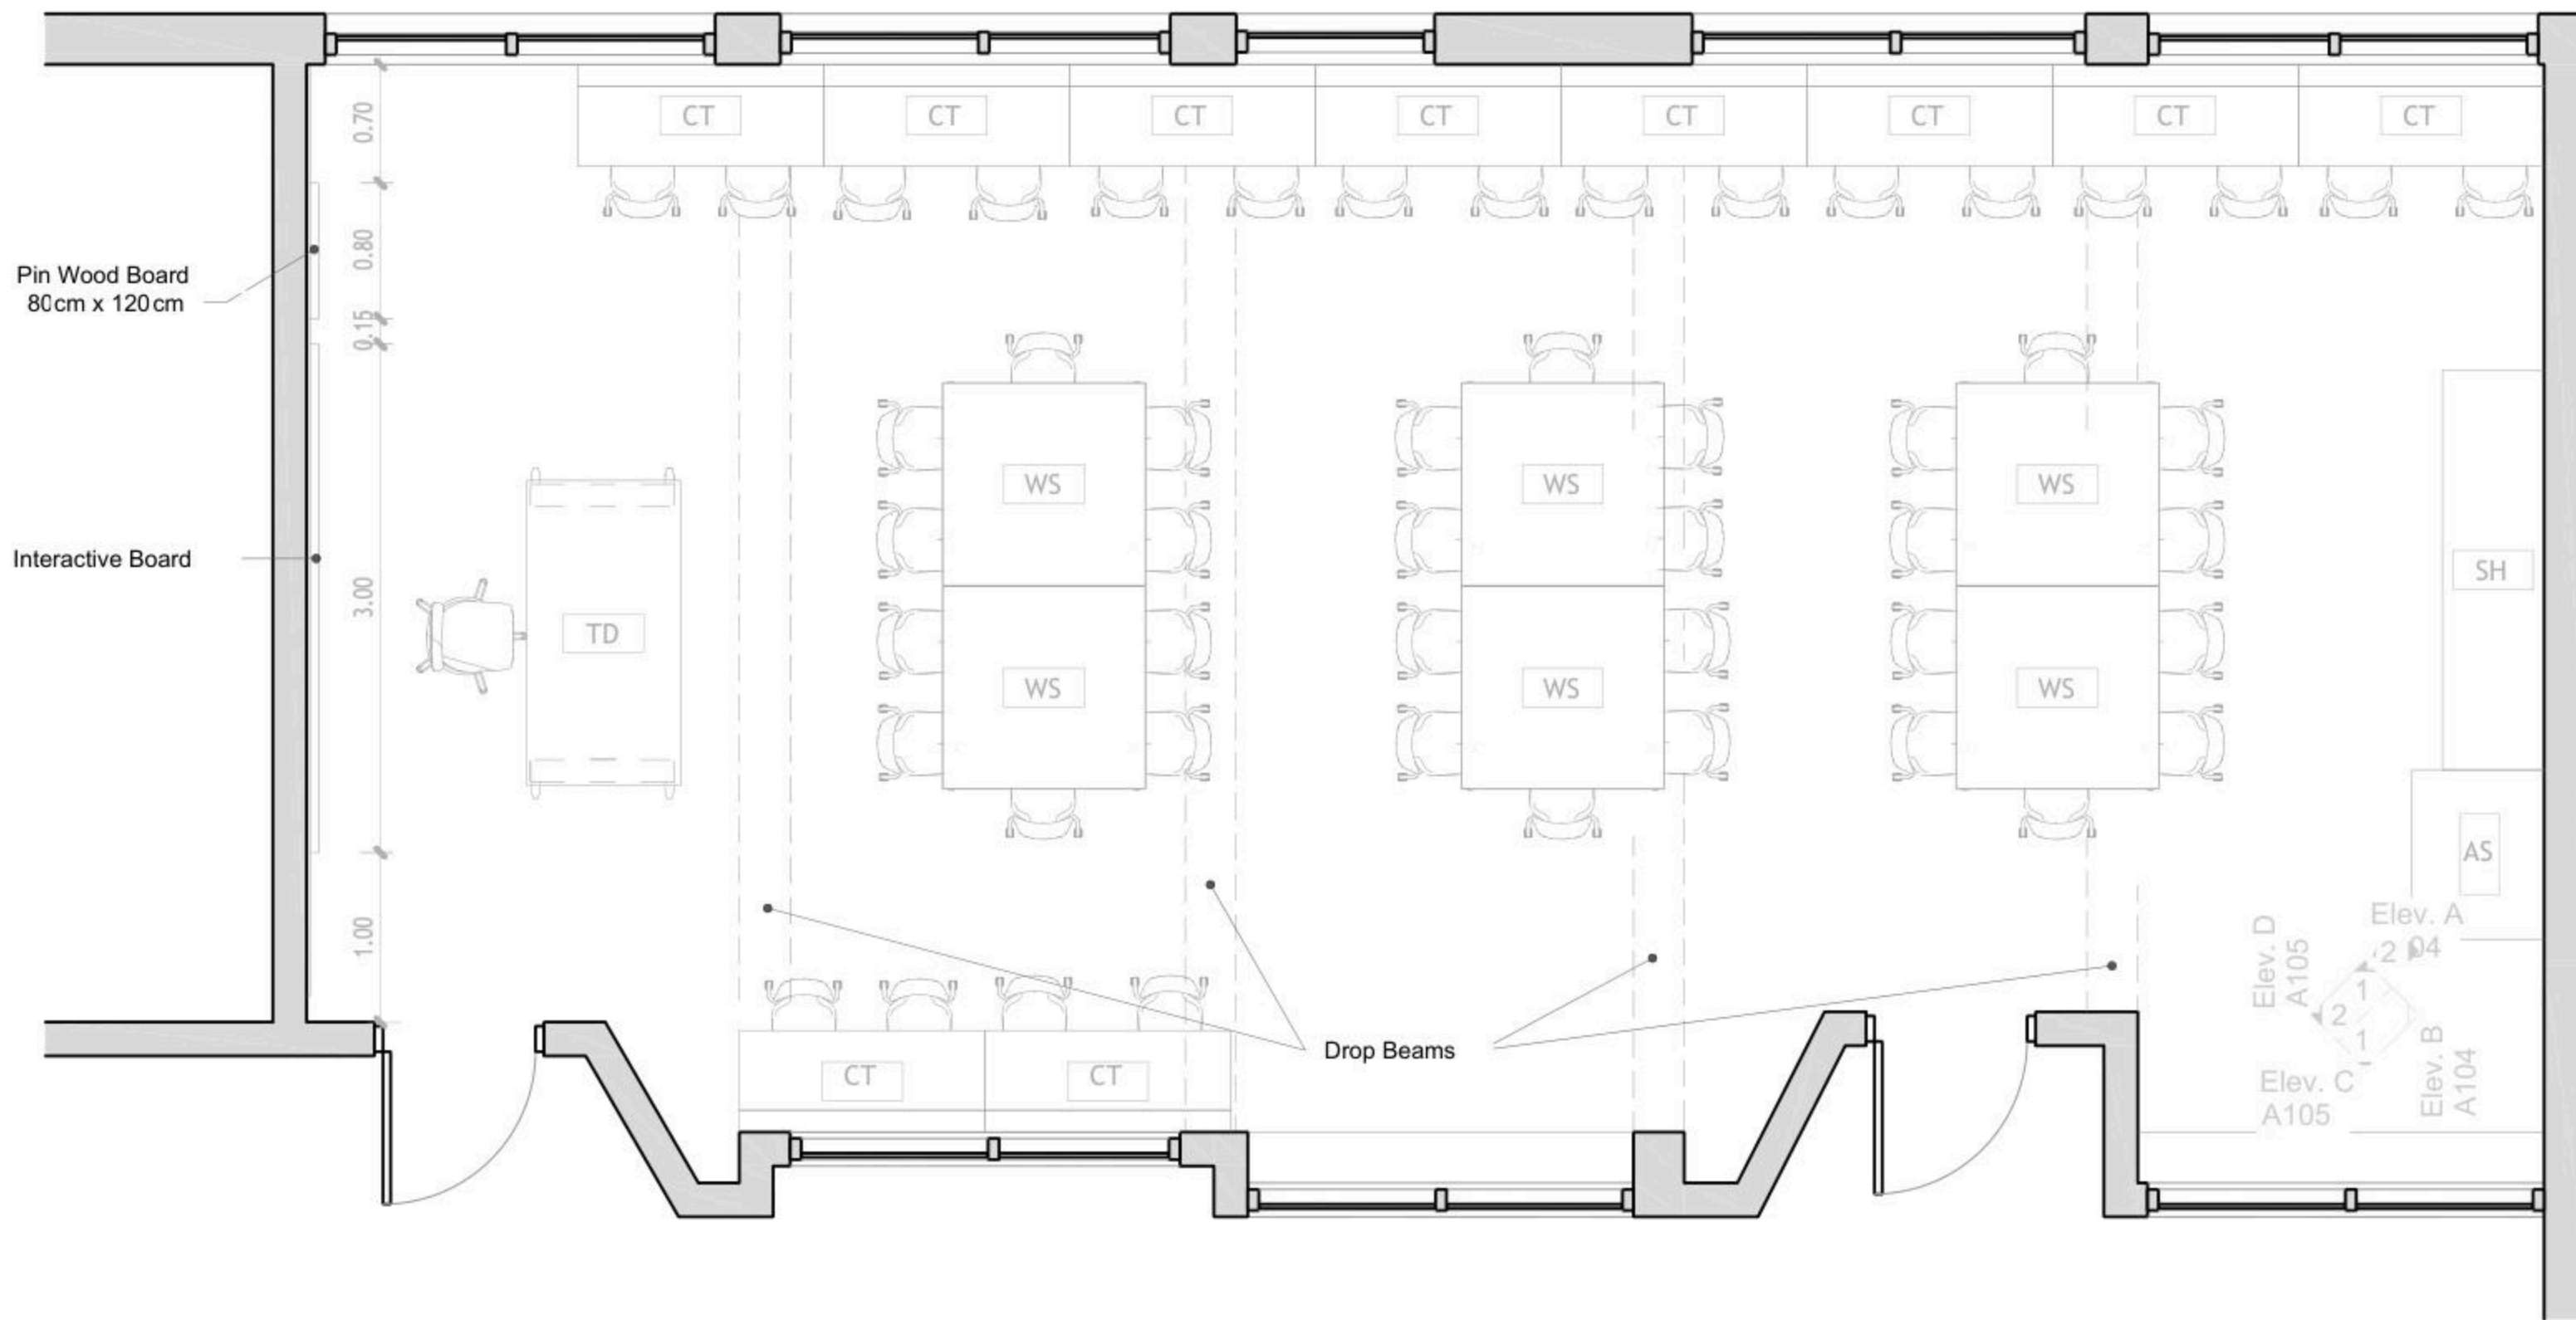 CT CT CT CT CT CT CT CT
0.70
0.80
Pin Wood Board
80cm x 120cm
0.15
WS WS WS
Interactive Board
SH
3.00
TD
WS WS WS
AS
1.00
Elev. A
2 04
Elev. D
A105
1
2
1
Elev. B
A104
Elev. C
A105
Drop Beams
CT CT